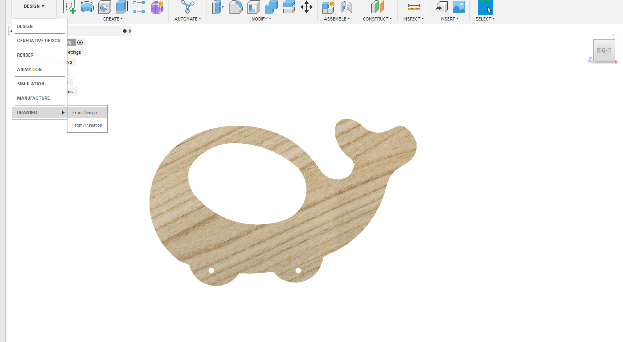 DESIGN ▾
CREATE ▾
AUTOMATE ▾
MODIFY ▾
ASSEMBLE ▾
CONSTRUCT ▾
INSPECT ▾
INSERT ▾
SELECT ▾
DESIGN
GENERATIVE DESIGN
RENDER
ANIMATION
SIMULATION
MANUFACTURE
DRAWING
From Design
From Animation